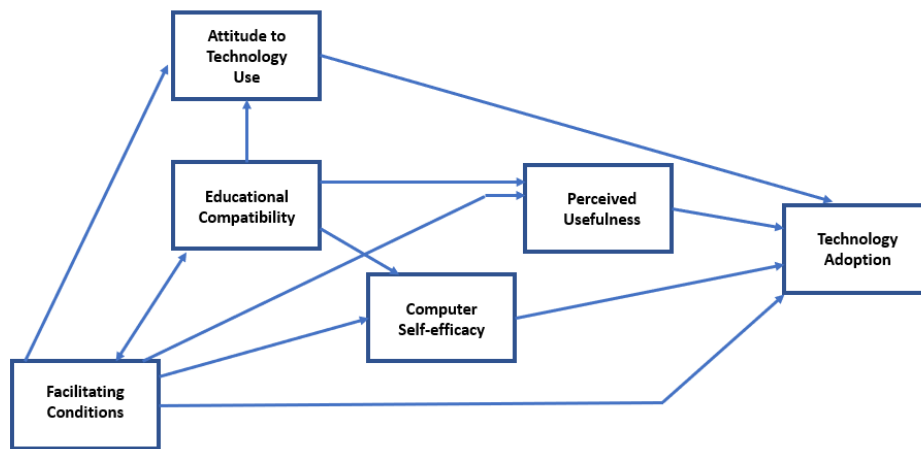 Attitude to
Technology
Use
Educational
Compatibility
Perceived
Usefulness
Technology
Adoption
Computer
Self-efficacy
Facilitating
Conditions